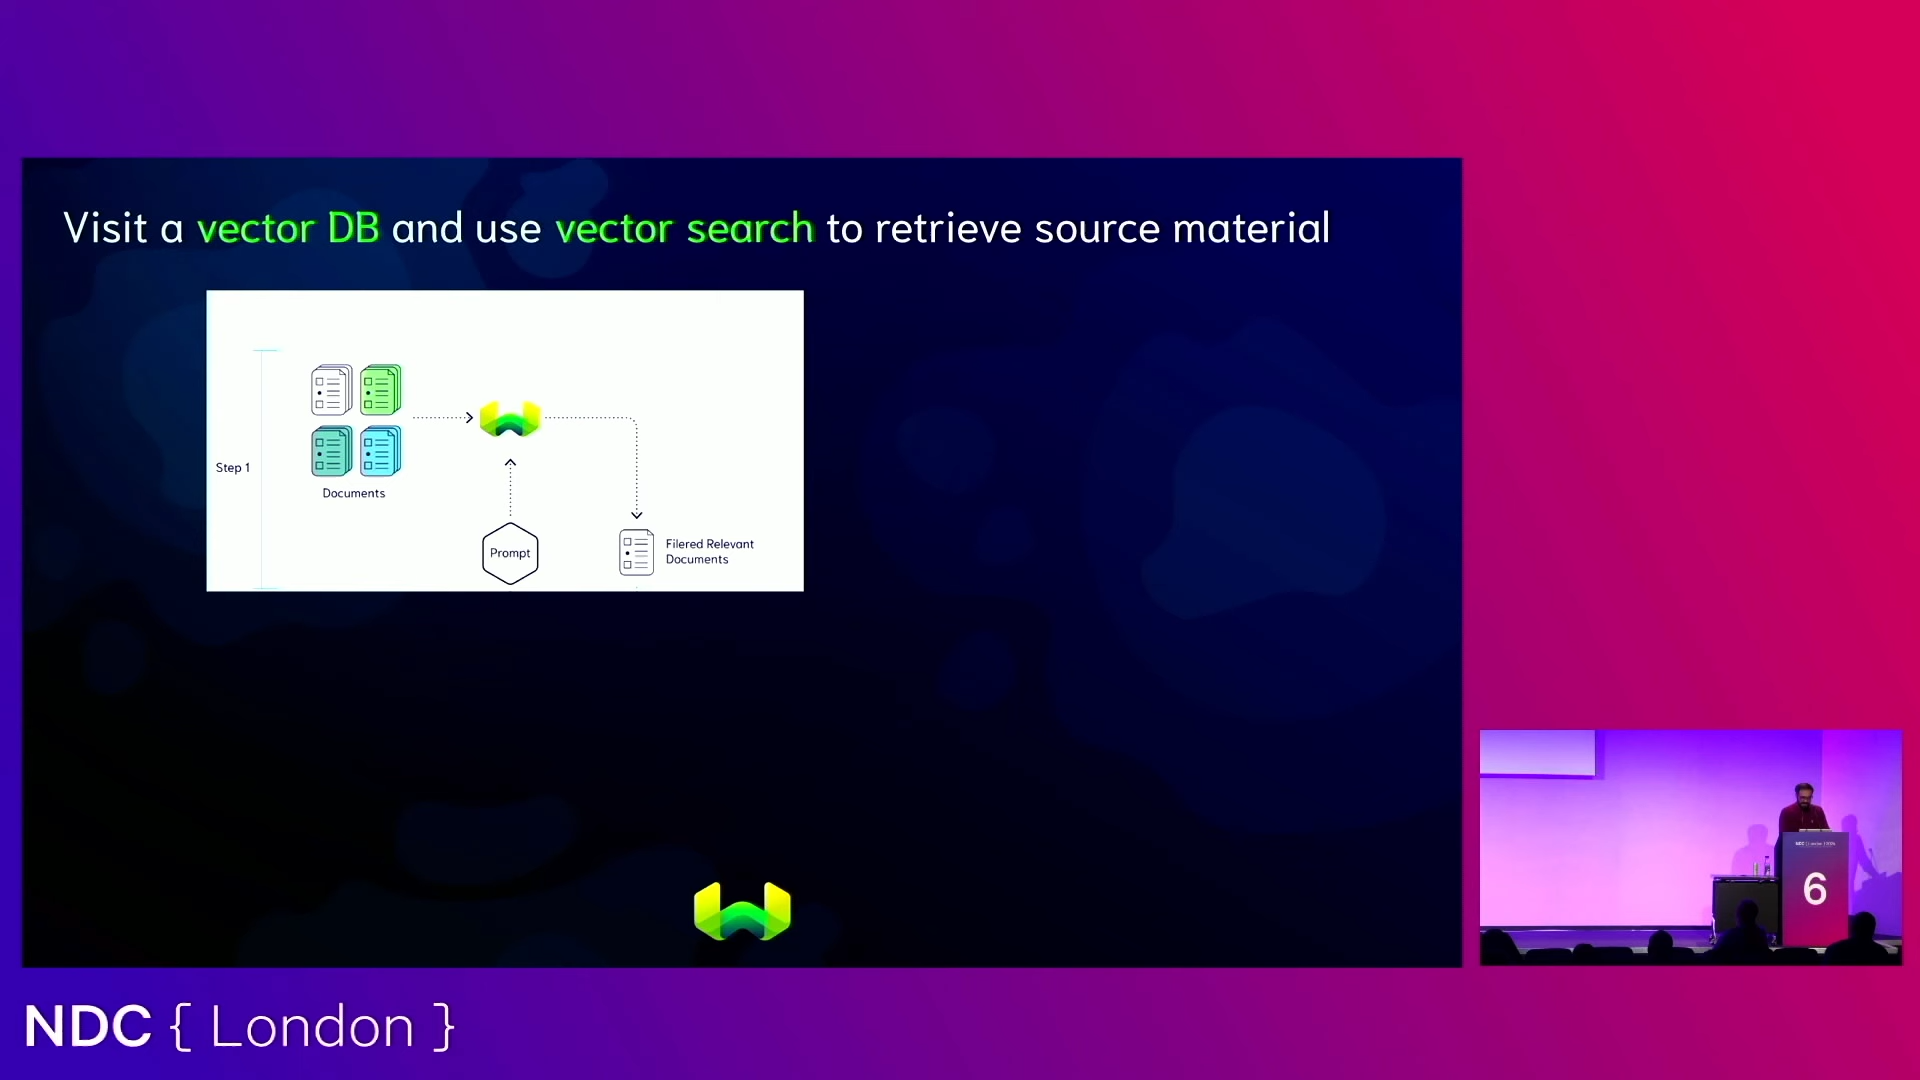 Visit a vector DB and use vector search to retrieve source material
Step 1
Documents
Prompt
Filered Relevant
Documents
6
NDC { London }